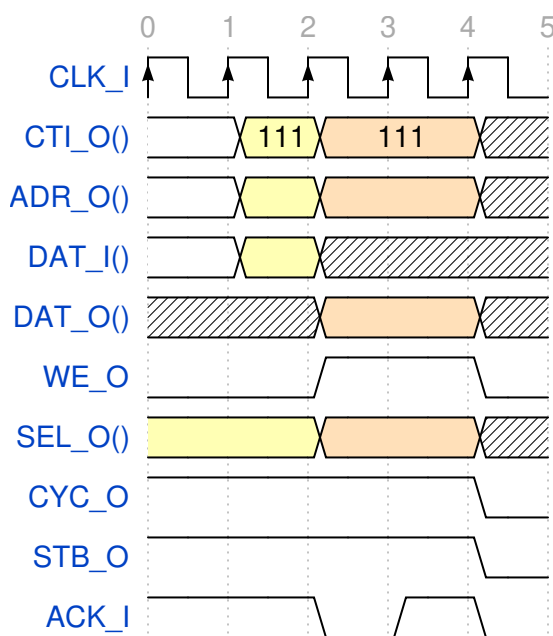 0 1 2 3 4 5
CLK_I
CTI_O() 111 111
ADR_O()
DAT_I()
DAT_O()
WE_O
SEL_O()
CYC_O
STB_O
ACK_I